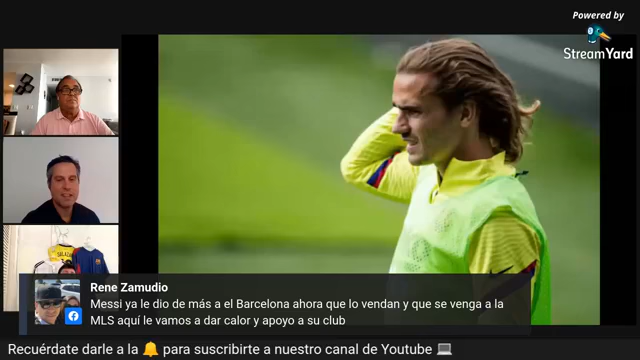 Powered by
StreamYard
Rene Zamudio
Messi ya le dio de más a el Barcelona ahora que lo vendan y que se venga a la
MLS aquí le vamos a dar calor y apoyo a su club
Recuérdate darle a la 🔔 para suscribirte a nuestro canal de Youtube 💻